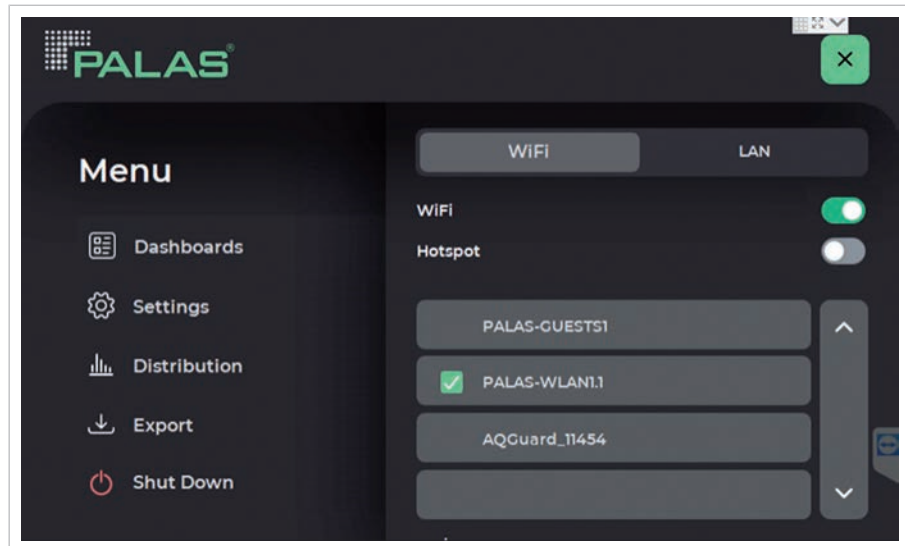 PALAS®
Menu
Dashboards
Settings
Distribution
Export
Shut Down
WiFi LAN
WiFi
Hotspot
PALAS-GUESTS1
PALAS-WLAN1.1
AQGuard_11454